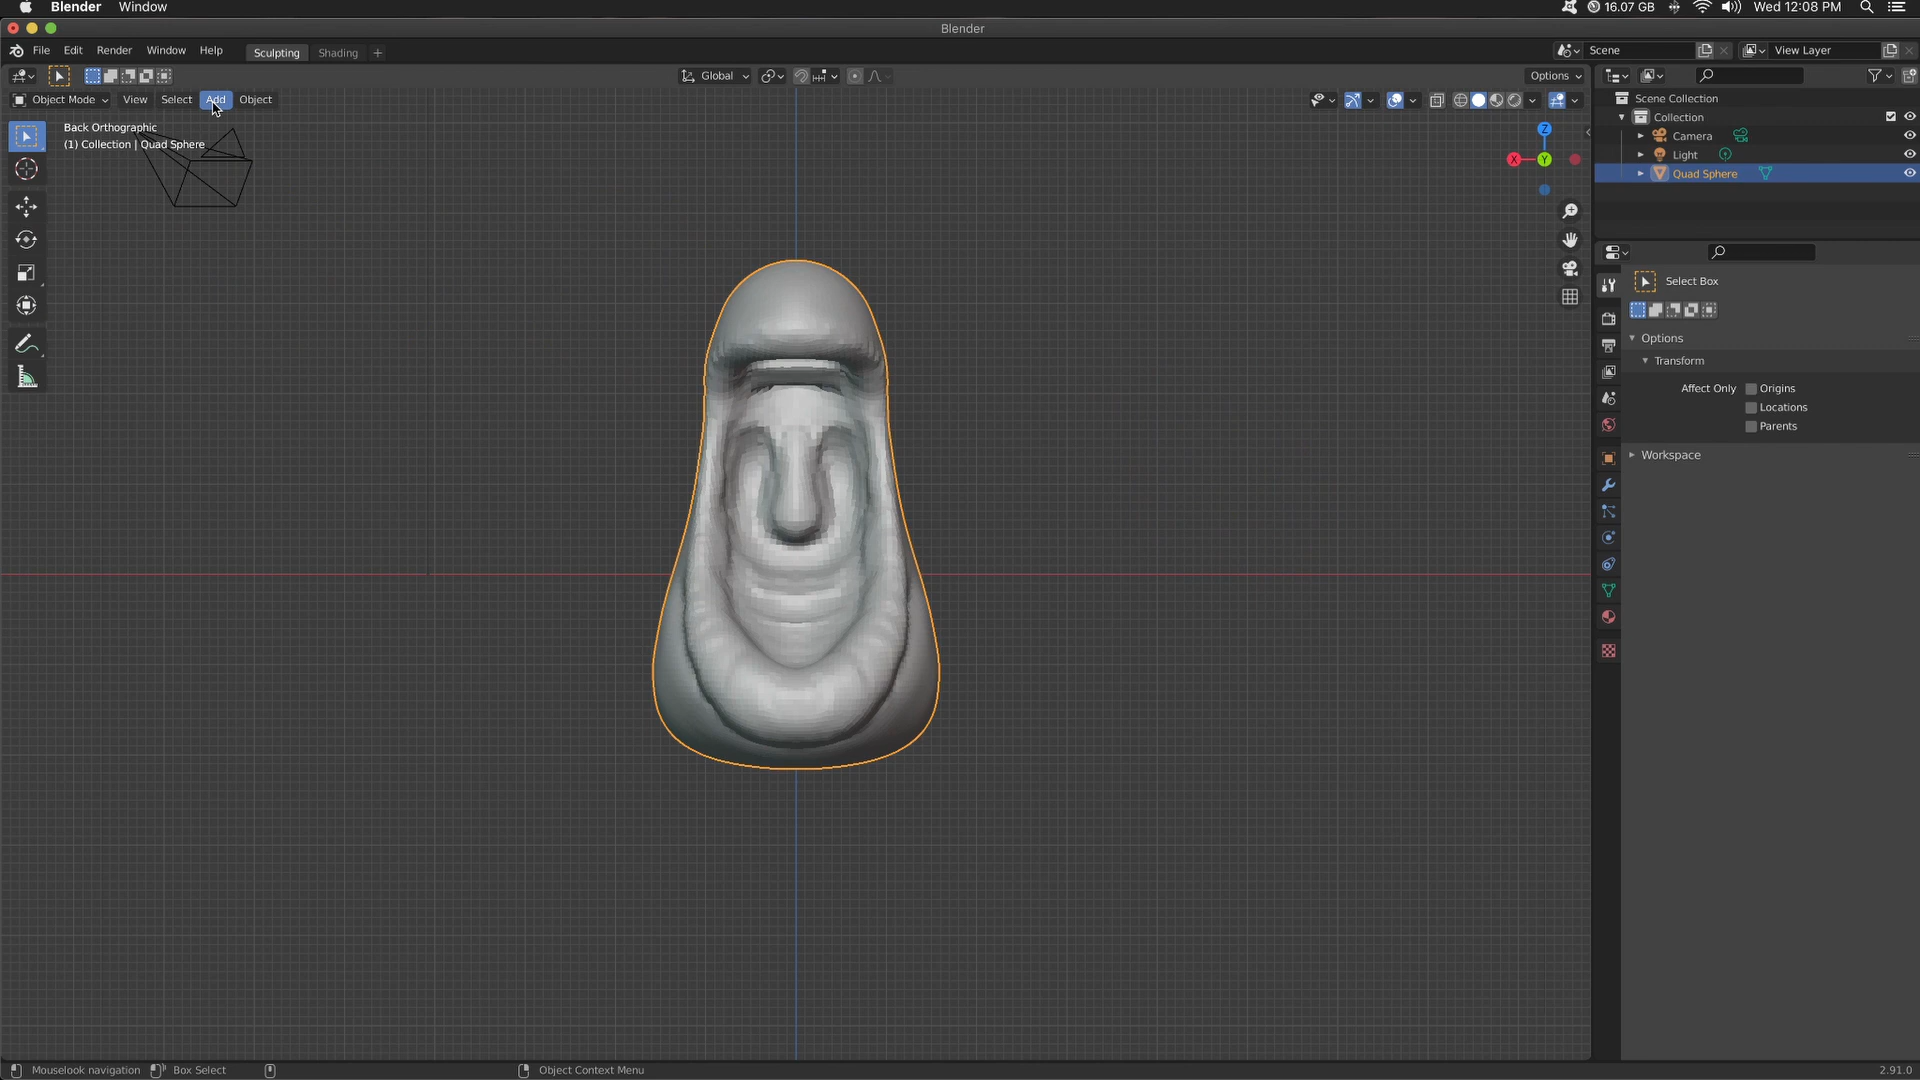 Blender Window 16.07 GB Wed 12:08 PM
Blender
File Edit Render Window Help Sculpting Shading + Scene View Layer
Global Options
Object Mode View Select Add Object
Back Orthographic
(1) Collection | Quad Sphere
Z
X Y
Scene Collection
Collection
Camera
Light
Quad Sphere
Select Box
Options
Transform
Affect Only Origins
Locations
Parents
Workspace
Mouselook navigation Box Select Object Context Menu 2.91.0